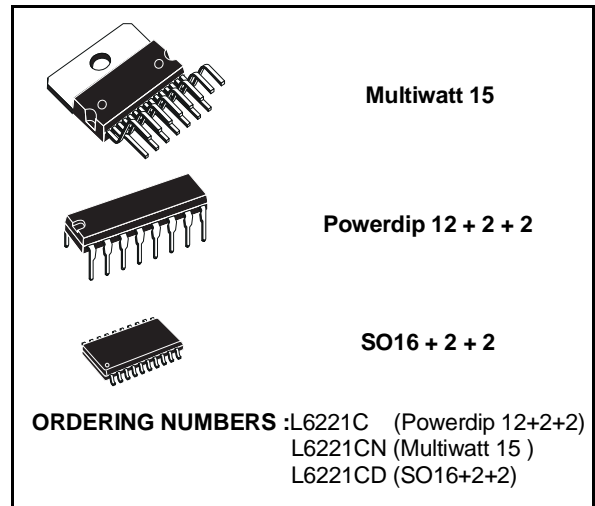 Multiwatt 15
Powerdip 12 + 2 + 2
SO16 + 2 + 2
ORDERING NUMBERS :L6221C (Powerdip 12+2+2)
L6221CN (Multiwatt 15 )
L6221CD (SO16+2+2)